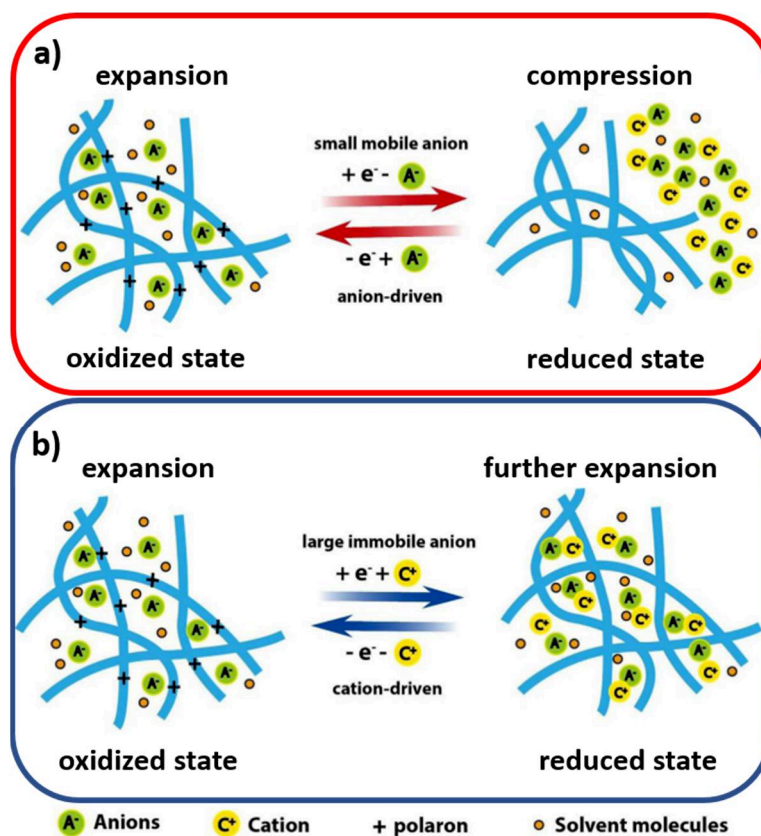 a)
expansion
compression
small mobile anion
+ e⁻ - A⁻
- e⁻ + A⁻
anion-driven
A⁻ + A⁻
A⁻ A⁻ +
A⁻ +
+ A⁻ +
A⁻ +
+ A⁻ + A⁻
C⁺ A⁻
C⁺ A⁻ C⁺
A⁻ A⁻
C⁺ A⁻
C⁺ A⁻ C⁺
A⁻
oxidized state
reduced state
b)
expansion
further expansion
large immobile anion
+ e⁻ + C⁺
- e⁻ - C⁺
cation-driven
A⁻ + A⁻
A⁻ + A⁻ +
+ A⁻ +
A⁻ +
+ A⁻ + A⁻
A⁻ C⁺ C⁺ A⁻
A⁻ C⁺ A⁻
C⁺ A⁻ C⁺ A⁻ C⁺
A⁻ A⁻ C⁺
C⁺
oxidized state
reduced state
A⁻ Anions C⁺ Cation + polaron Solvent molecules